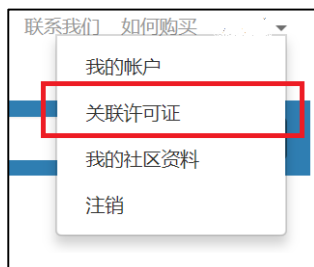 联系我们 如何购买
我的帐户
关联许可证
我的社区资料
注销